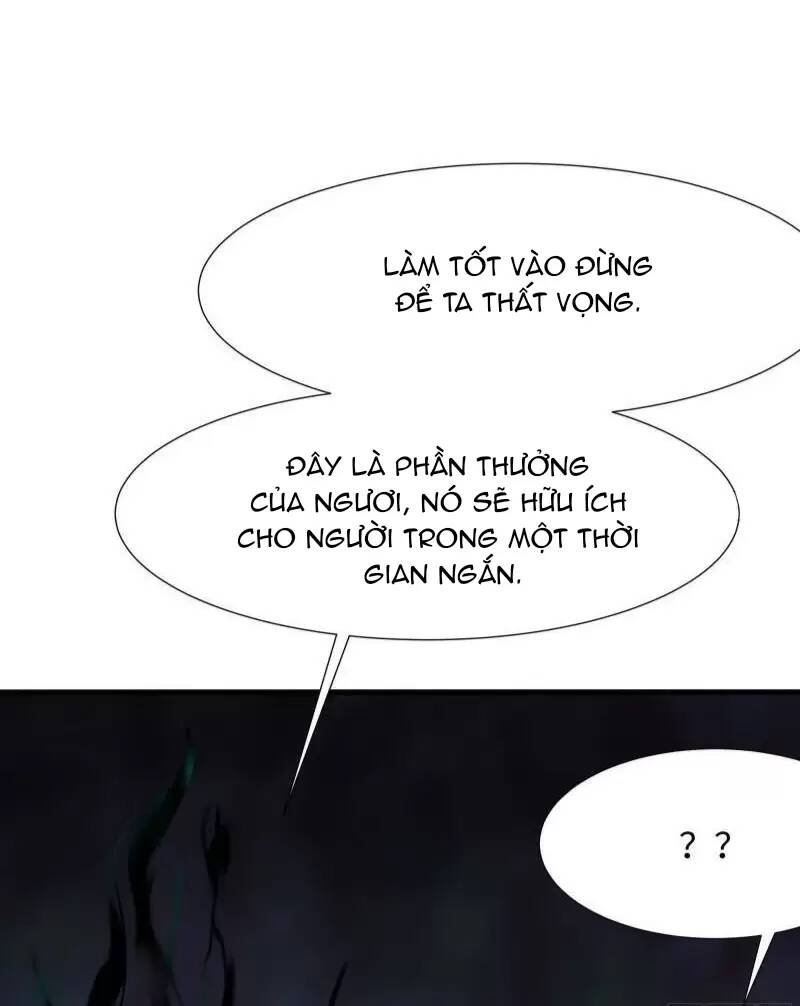 LÀM TỐT VÀO ĐỪNG
ĐỂ TA THẤT VỌNG.
ĐÂY LÀ PHẦN THƯỞNG
CỦA NGƯƠI, NÓ SẼ HỮU ÍCH
CHO NGƯỜI TRONG MỘT THỜI
GIAN NGẮN.
? ?